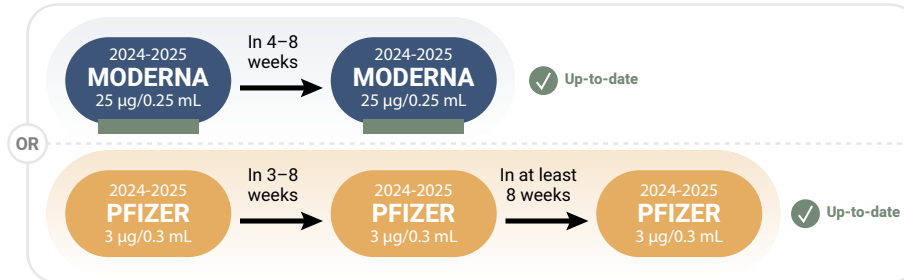 2024-2025
MODERNA
25 µg/0.25 mL
In 4–8
weeks
2024-2025
MODERNA
25 µg/0.25 mL
Up-to-date
OR
2024-2025
PFIZER
3 µg/0.3 mL
In 3–8
weeks
2024-2025
PFIZER
3 µg/0.3 mL
In at least
8 weeks
2024-2025
PFIZER
3 µg/0.3 mL
Up-to-date